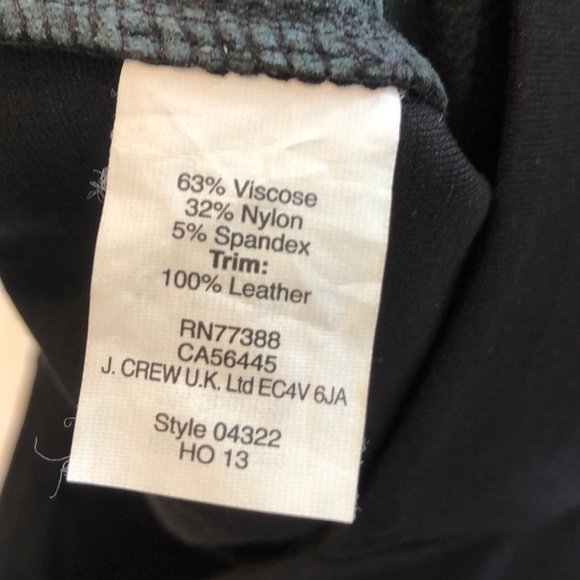 63% Viscose
32% Nylon
5% Spandex
Trim:
100% Leather
RN77388
CA56445
J. CREW U.K. Ltd EC4V 6JA
Style 04322
HO 13